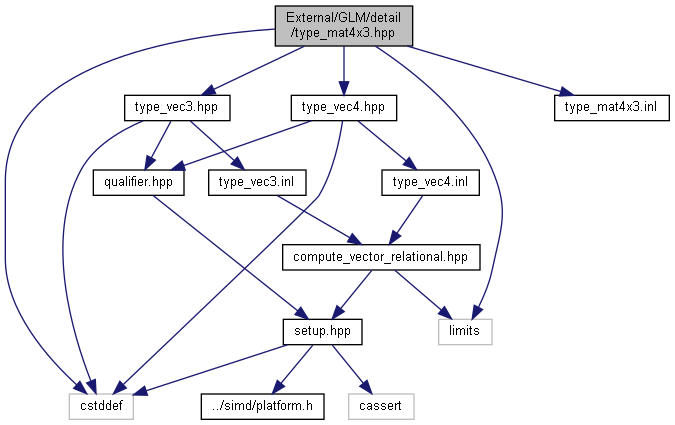 External/GLM/detail
/type_mat4x3.hpp
type_vec3.hpp
type_vec4.hpp
type_mat4x3.inl
qualifier.hpp
type_vec3.inl
type_vec4.inl
compute_vector_relational.hpp
setup.hpp
limits
cstddef
../simd/platform.h
cassert